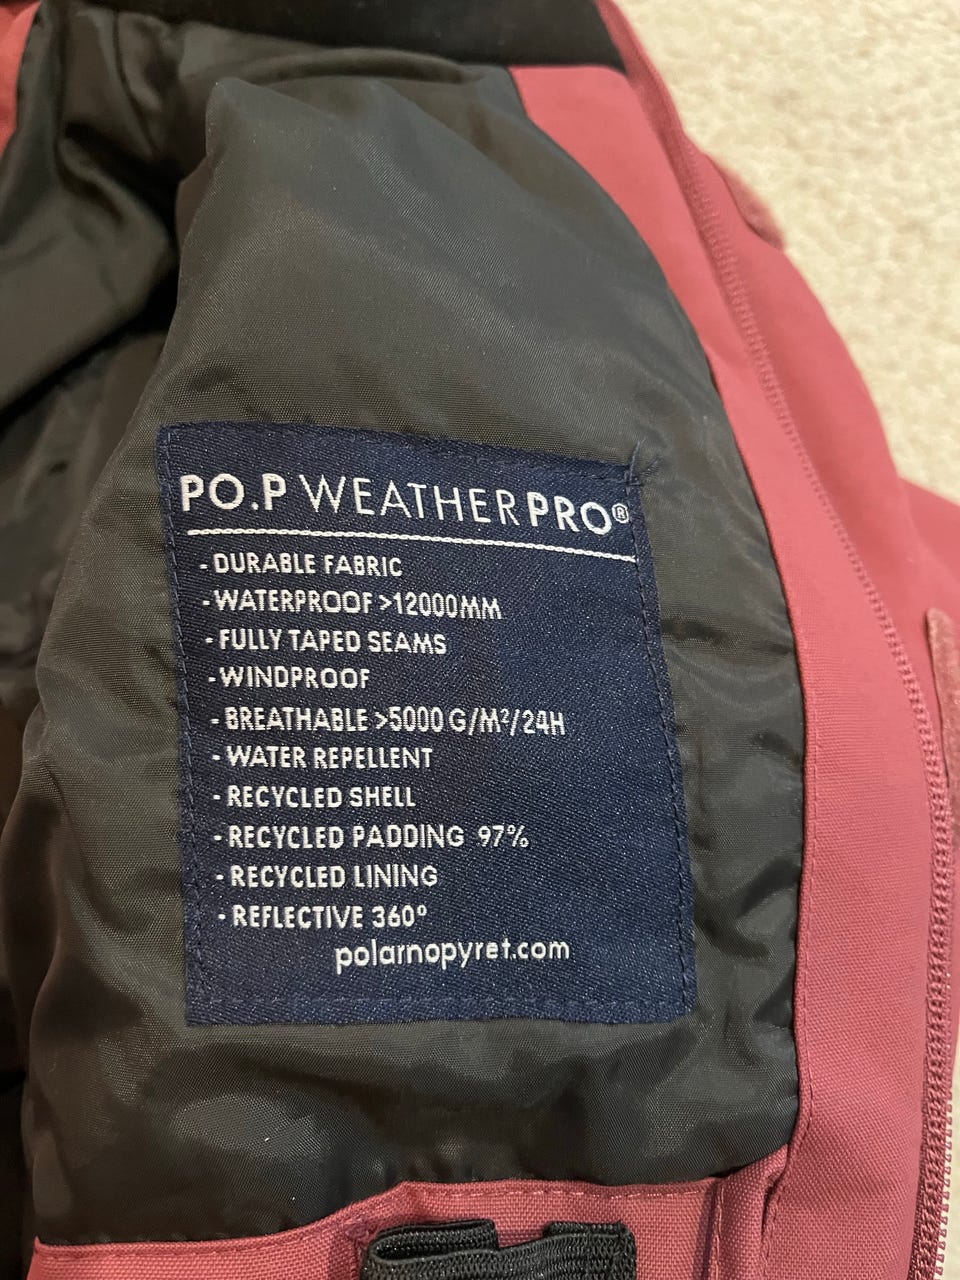 PO.P WEATHERPRO®
- DURABLE FABRIC
- WATERPROOF >12000MM
- FULLY TAPED SEAMS
- WINDPROOF
- BREATHABLE >5000 G/M²/24H
- WATER REPELLENT
- RECYCLED SHELL
- RECYCLED PADDING 97%
- RECYCLED LINING
- REFLECTIVE 360°
polarnopyret.com